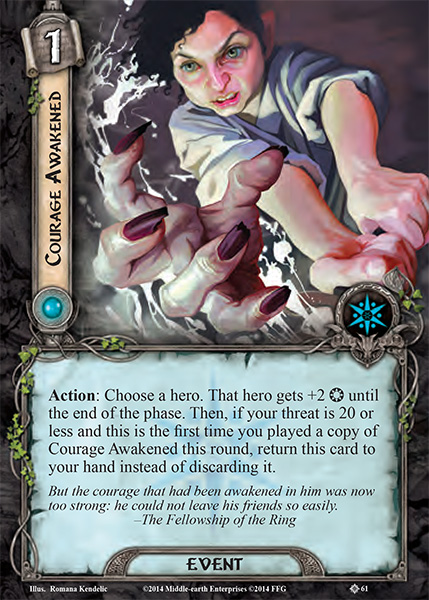 1
COURAGE AWAKENED
Action: Choose a hero. That hero gets +2 until
the end of the phase. Then, if your threat is 20 or
less and this is the first time you played a copy of
Courage Awakened this round, return this card to
your hand instead of discarding it.
But the courage that had been awakened in him was now
too strong: he could not leave his friends so easily.
–The Fellowship of the Ring
EVENT
Illus. Romana Kendelic
©2014 Middle-earth Enterprises ©2014 FFG
61